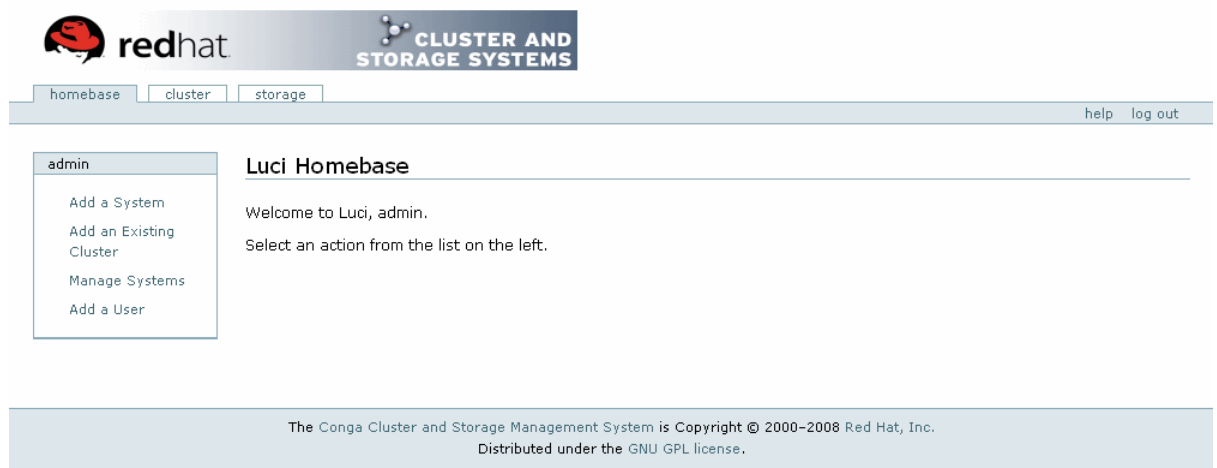 redhat.
CLUSTER AND
STORAGE SYSTEMS
homebase cluster storage
help log out
admin
Add a System
Add an Existing
Cluster
Manage Systems
Add a User
Luci Homebase
Welcome to Luci, admin.
Select an action from the list on the left.
The Conga Cluster and Storage Management System is Copyright © 2000-2008 Red Hat, Inc.
Distributed under the GNU GPL license.